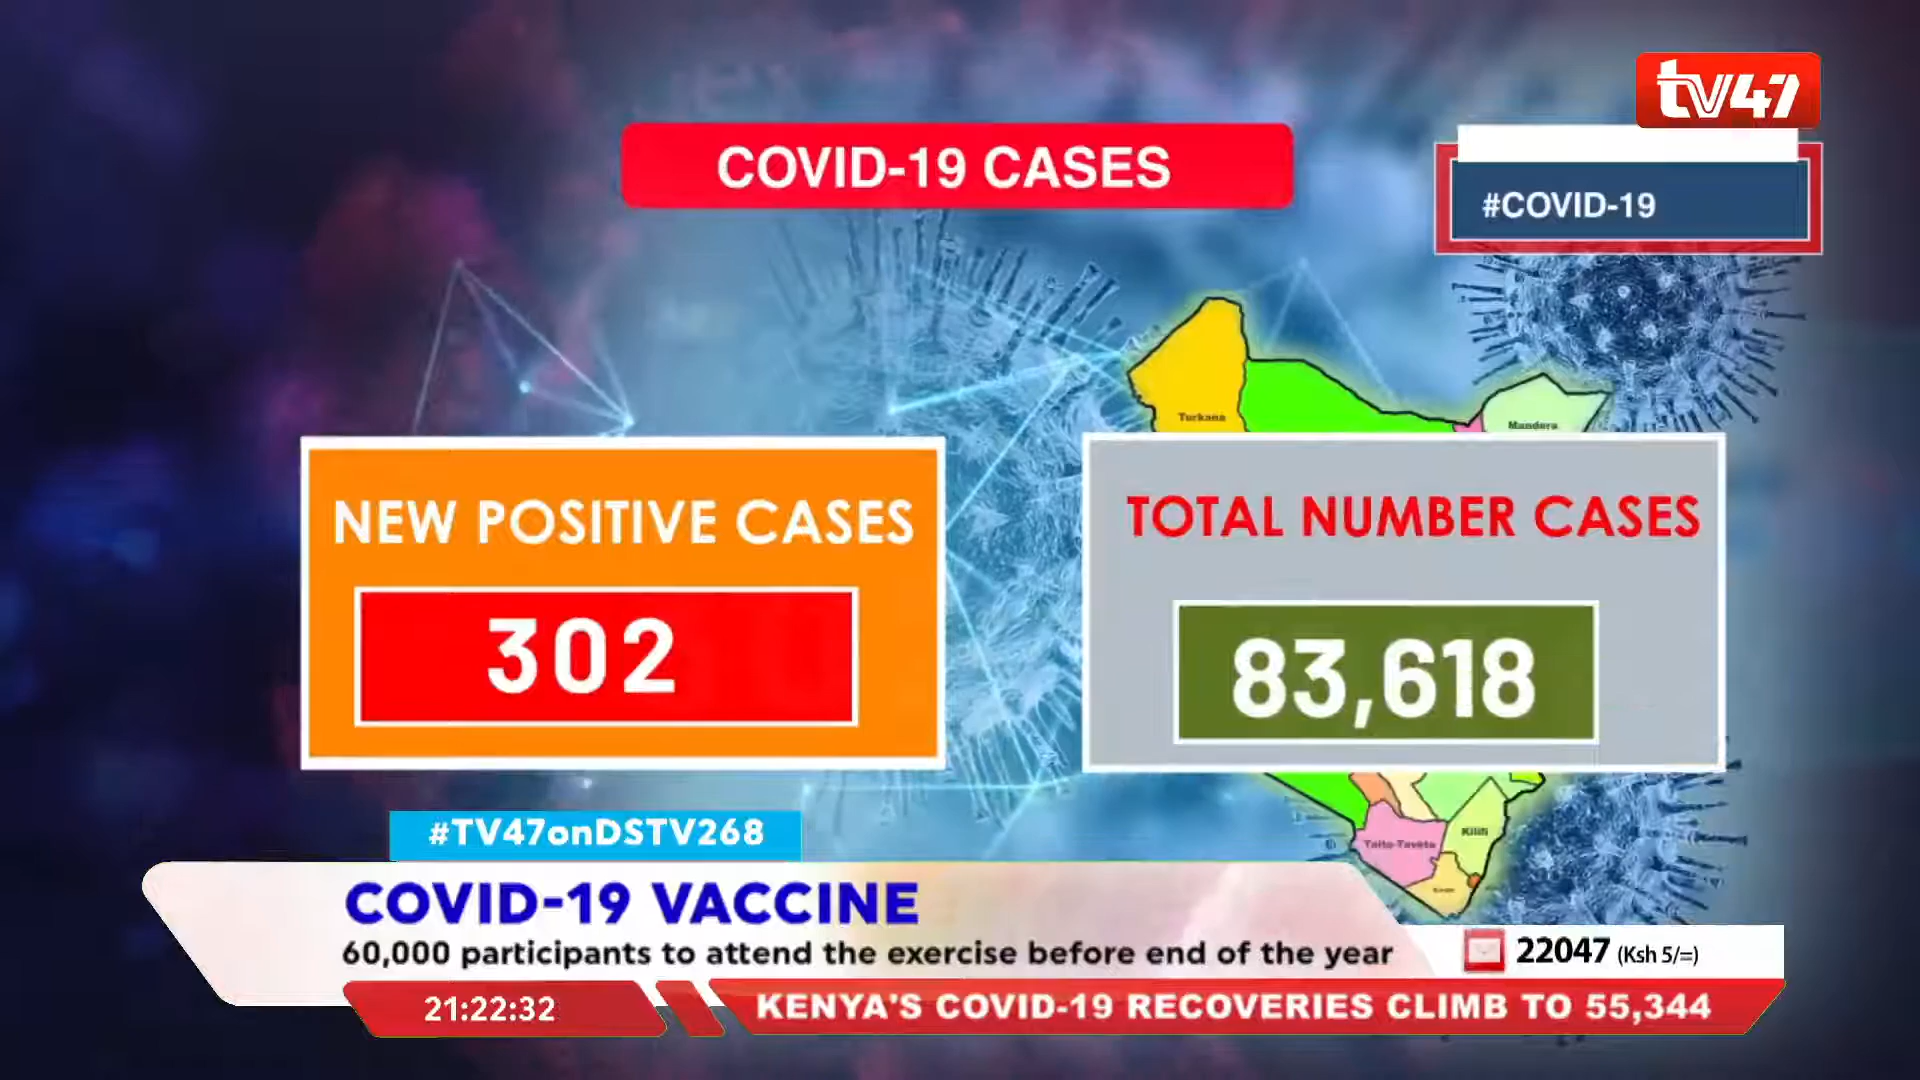 tv47
COVID-19 CASES
#COVID-19
Turkana
Mandera
NEW POSITIVE CASES
302
TOTAL NUMBER CASES
83,618
Kilifi
Taita-Taveta
#TV47onDSTV268
COVID-19 VACCINE
60,000 participants to attend the exercise before end of the year
22047 (Ksh 5/=)
21:22:32
KENYA'S COVID-19 RECOVERIES CLIMB TO 55,344